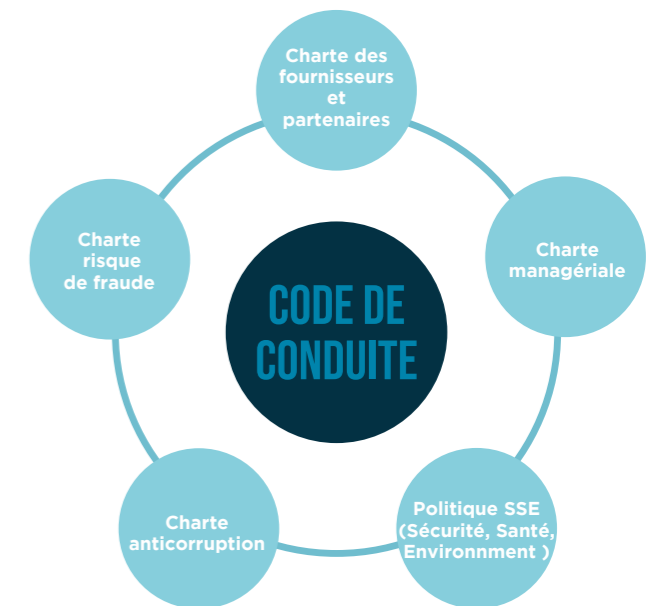 Charte des
fournisseurs
et
partenaires
Charte
managériale
Politique SSE
(Sécurité, Santé,
Environnment )
Charte
anticorruption
Charte
risque
de fraude
CODE DE
CONDUITE